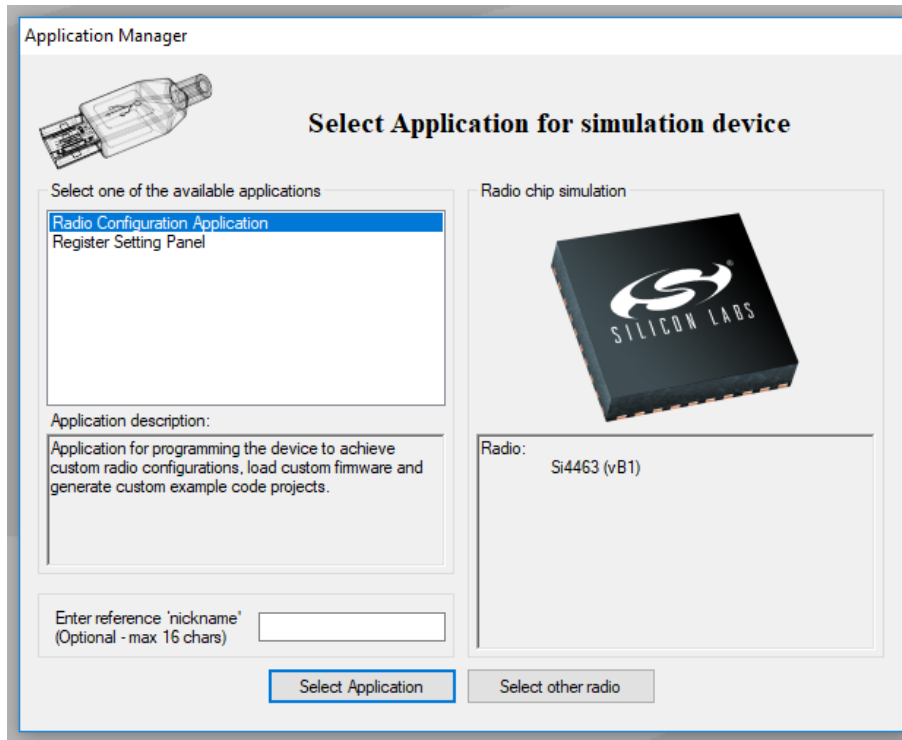 Application Manager
Select Application for simulation device
Select one of the available applications
Radio Configuration Application
Register Setting Panel
Application description:
Application for programming the device to achieve
custom radio configurations, load custom fimware and
generate custom example code projects.
Enter reference 'nickname'
(Optional - max 16 chars)
Radio chip simulation
SILICON LABS
Radio:
Si4463 (vB1)
Select Application
Select other radio